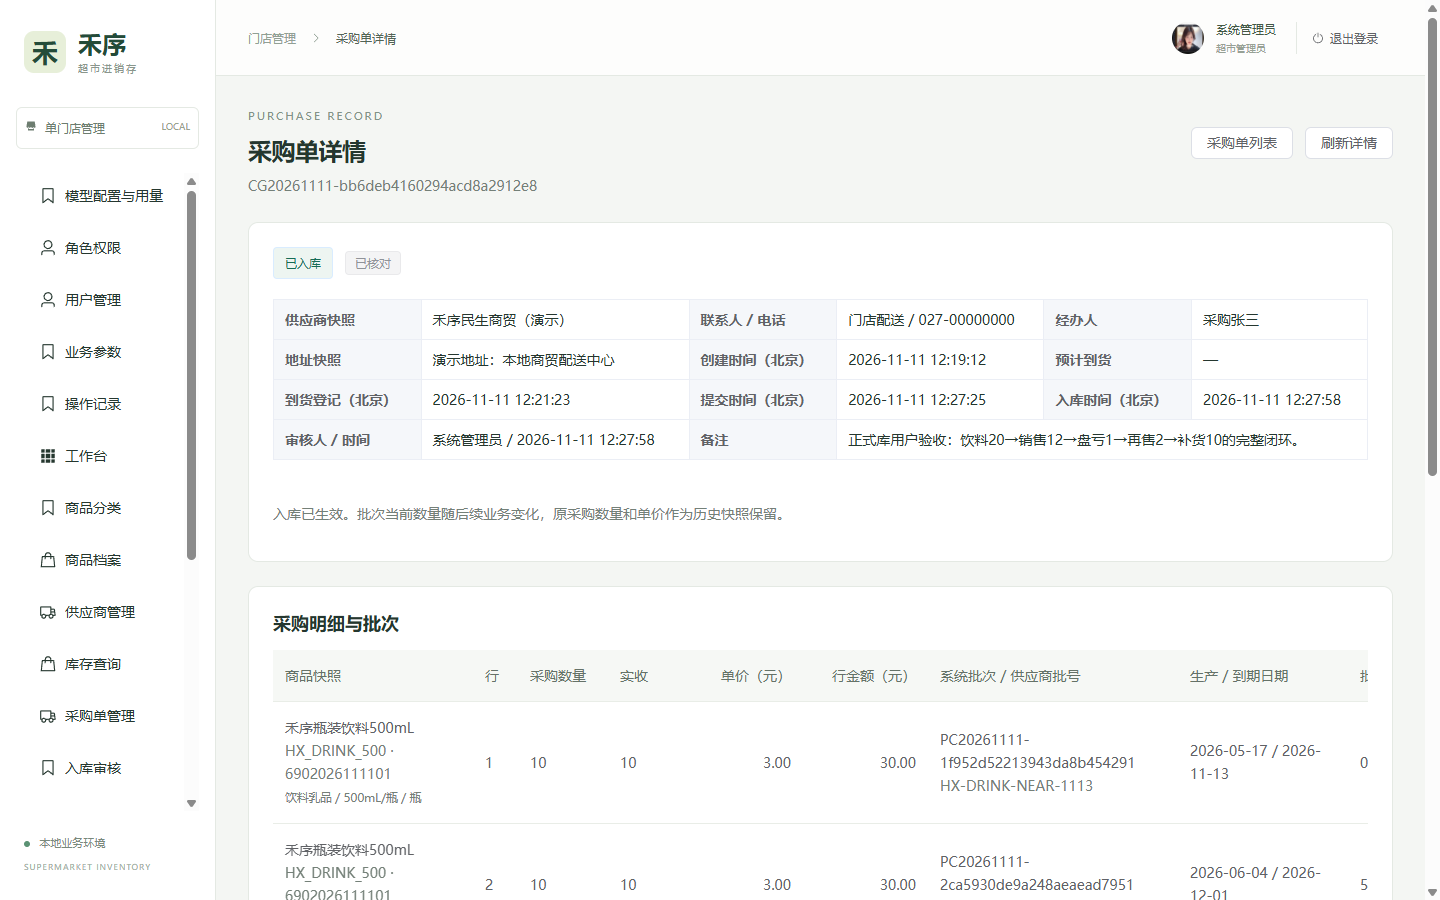 禾
禾序
超市进销存
单门店管理
LOCAL
模型配置与用量
角色权限
用户管理
业务参数
操作记录
工作台
商品分类
商品档案
供应商管理
库存查询
采购单管理
入库审核
本地业务环境
SUPERMARKET INVENTORY
门店管理 > 采购单详情
系统管理员
超市管理员
退出登录
PURCHASE RECORD
采购单详情
CG20261111-bb6deb4160294acd8a2912e8
采购单列表
刷新详情
已入库
已核对
供应商快照 禾序民生商贸（演示） 联系人 / 电话 门店配送 / 027-00000000 经办人 采购张三
地址快照 演示地址：本地商贸配送中心 创建时间（北京） 2026-11-11 12:19:12 预计到货 —
到货登记（北京） 2026-11-11 12:21:23 提交时间（北京） 2026-11-11 12:27:25 入库时间（北京） 2026-11-11 12:27:58
审核人 / 时间 系统管理员 / 2026-11-11 12:27:58 备注 正式库用户验收：饮料20→销售12→盘亏1→再售2→补货10的完整闭环。
入库已生效。批次当前数量随后续业务变化，原采购数量和单价作为历史快照保留。
采购明细与批次
商品快照 行 采购数量 实收 单价（元） 行金额（元） 系统批次 / 供应商批号 生产 / 到期日期
禾序瓶装饮料500mL
HX_DRINK_500 ·
6902026111101
饮料乳品 / 500mL/瓶 / 瓶
1 10 10 3.00 30.00
PC20261111-
1f952d52213943da8b454291
HX-DRINK-NEAR-1113
2026-05-17 / 2026-
11-13
0
禾序瓶装饮料500mL
HX_DRINK_500 ·
6902026111101
2 10 10 3.00 30.00
PC20261111-
2ca5930de9a248aeaead7951
2026-06-04 / 2026-
12-01
5